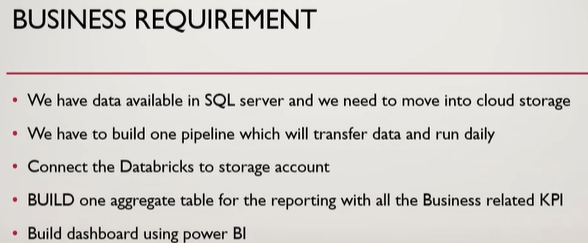 BUSINESS REQUIREMENT
• We have data available in SQL server and we need to move into cloud storage
• We have to build one pipeline which will transfer data and run daily
• Connect the Databricks to storage account
• BUILD one aggregate table for the reporting with all the Business related KPI
• Build dashboard using power BI